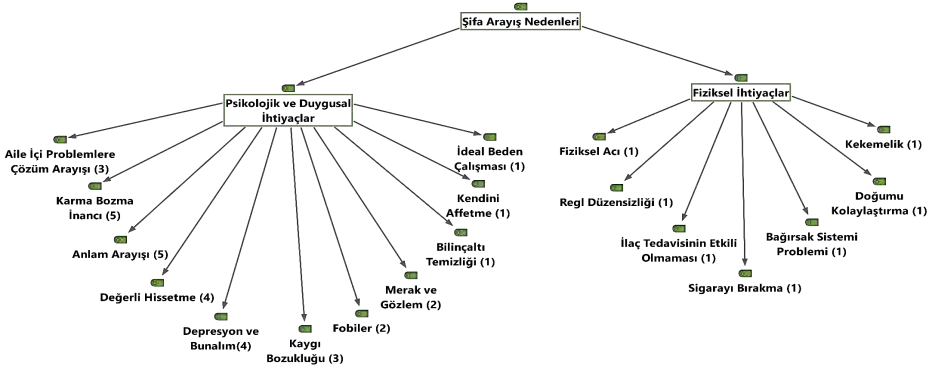 Şifa Arayış Nedenleri
Psikolojik ve Duygusal
İhtiyaçlar
Aile İçi Problemlere
Çözüm Arayışı (3)
Karma Bozma
İnancı (5)
Anlam Arayışı (5)
Değerli Hissetme (4)
Depresyon ve
Bunalım(4)
Kaygı
Bozukluğu (3)
Fobiler (2)
Merak ve
Gözlem (2)
Bilinçaltı
Temizliği (1)
Kendini
Affetme (1)
İdeal Beden
Çalışması (1)
Fiziksel İhtiyaçlar
Fiziksel Acı (1)
Regl Düzensizliği (1)
İlaç Tedavisinin Etkili
Olmaması (1)
Sigarayı Bırakma (1)
Bağırsak Sistemi
Problemi (1)
Doğumu
Kolaylaştırma (1)
Kekemelik (1)